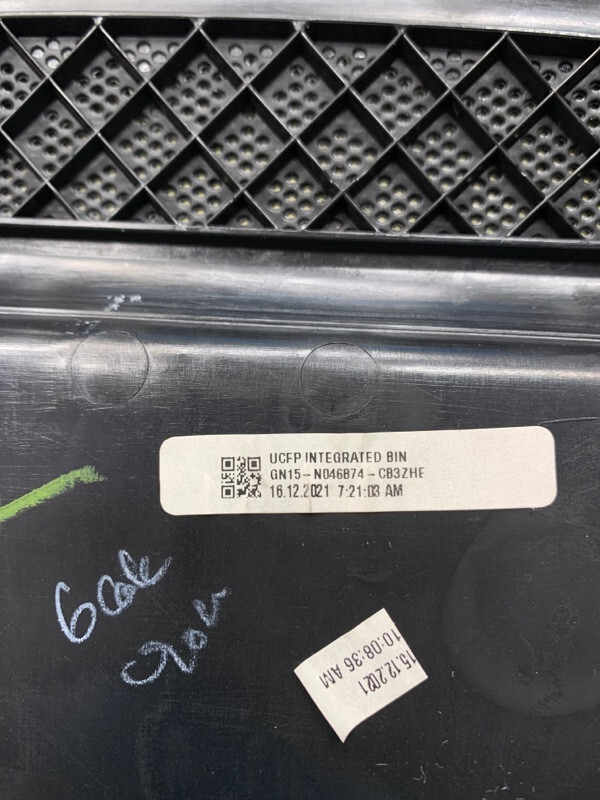 UCFP INTEGRATED BIN
GN15-N046B74-CB3ZHE
16.12.2021 7:21:03 AM
15.12.2021
10:08:36 AM